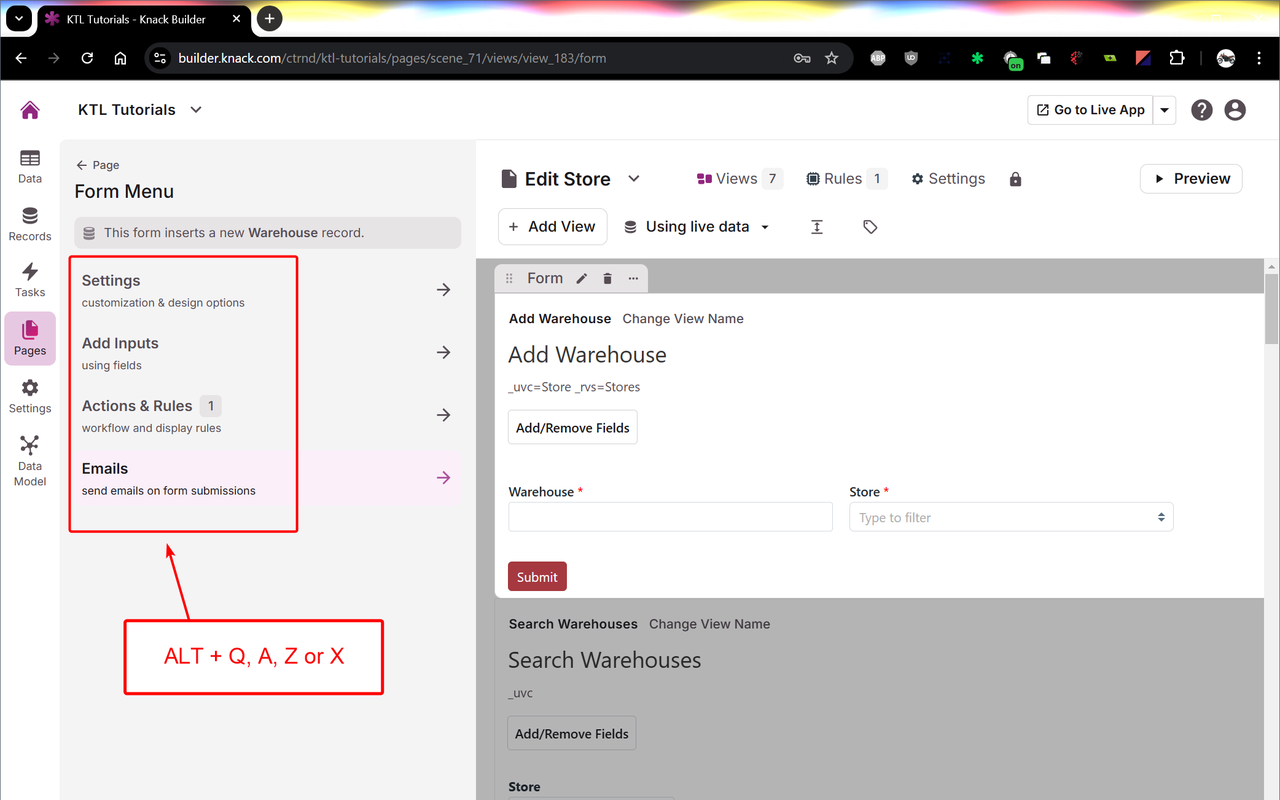 KTL Tutorials - Knack Builder
builder.knack.com/ctrnd/ktl-tutorials/pages/scene_71/views/view_183/form
ABP
UD
on
KTL Tutorials
Go to Live App
?
Data
Records
Tasks
Pages
Settings
Data
Model
Page
Form Menu
This form inserts a new Warehouse record.
Settings
customization & design options
Add Inputs
using fields
Actions & Rules 1
workflow and display rules
Emails
send emails on form submissions
ALT + Q, A, Z or X
Edit Store
Views 7
Rules 1
Settings
Preview
+ Add View
Using live data
Form
Add Warehouse Change View Name
Add Warehouse
_uvc=Store _rvs=Stores
Add/Remove Fields
Warehouse *
Store *
Type to filter
Submit
Search Warehouses Change View Name
Search Warehouses
_uvc
Add/Remove Fields
Store